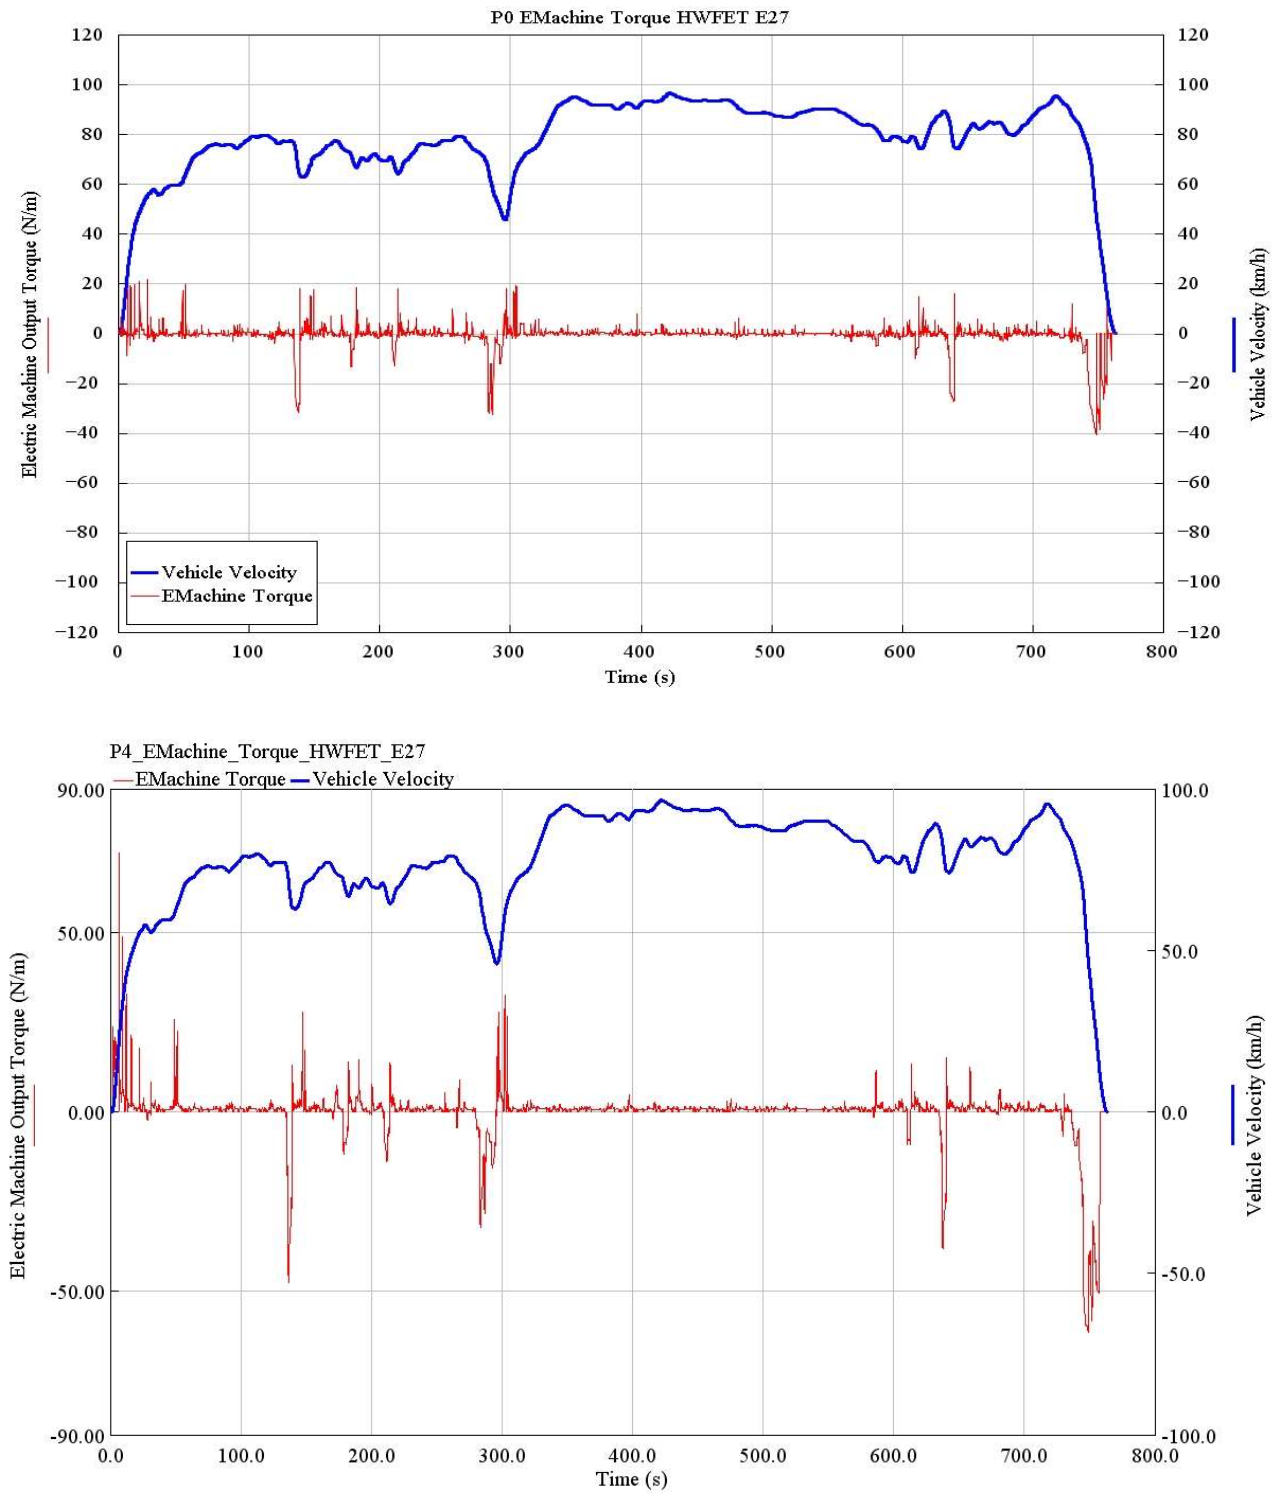 P0 EMachine Torque HWFET E27
120 120
100 100
80 80
60 60
40 40
20 20
0 0
−20 −20
−40 −40
−60 −60
−80 −80
−100 −100
−120 −120
Electric Machine Output Torque (N/m)
Vehicle Velocity (km/h)
Vehicle Velocity
EMachine Torque
0 100 200 300 400 500 600 700 800
Time (s)
P4_EMachine_Torque_HWFET_E27
EMachine Torque Vehicle Velocity
90.00 100.0
50.00 50.0
0.00 0.0
-50.00 -50.0
-90.00 -100.0
Electric Machine Output Torque (N/m)
Vehicle Velocity (km/h)
0.0 100.0 200.0 300.0 400.0 500.0 600.0 700.0 800.0
Time (s)